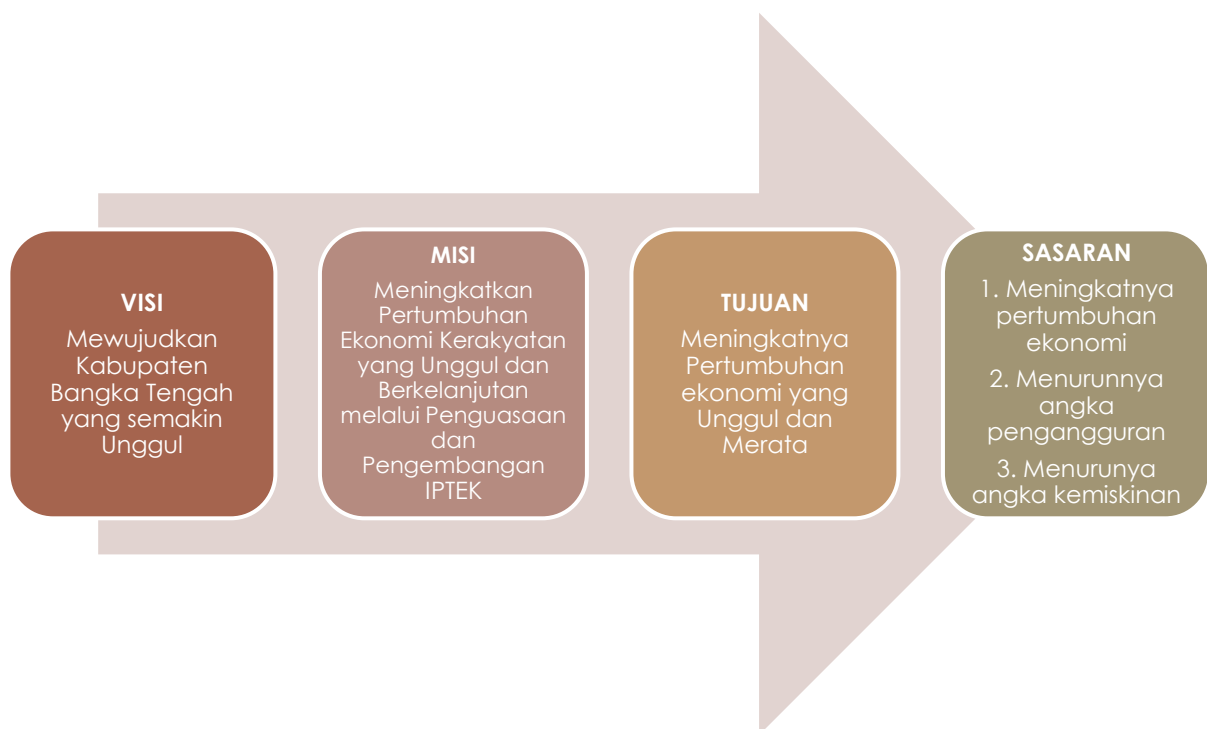 VISI
Mewujudkan
Kabupaten
Bangka Tengah
yang semakin
Unggul
MISI
Meningkatkan
Pertumbuhan
Ekonomi Kerakyatan
yang Unggul dan
Berkelanjutan
melalui Penguasaan
dan
Pengembangan
IPTEK
TUJUAN
Meningkatnya
Pertumbuhan
ekonomi yang
Unggul dan
Merata
SASARAN
1. Meningkatnya
pertumbuhan
ekonomi
2. Menurunnya
angka
pengangguran
3. Menurunya
angka kemiskinan